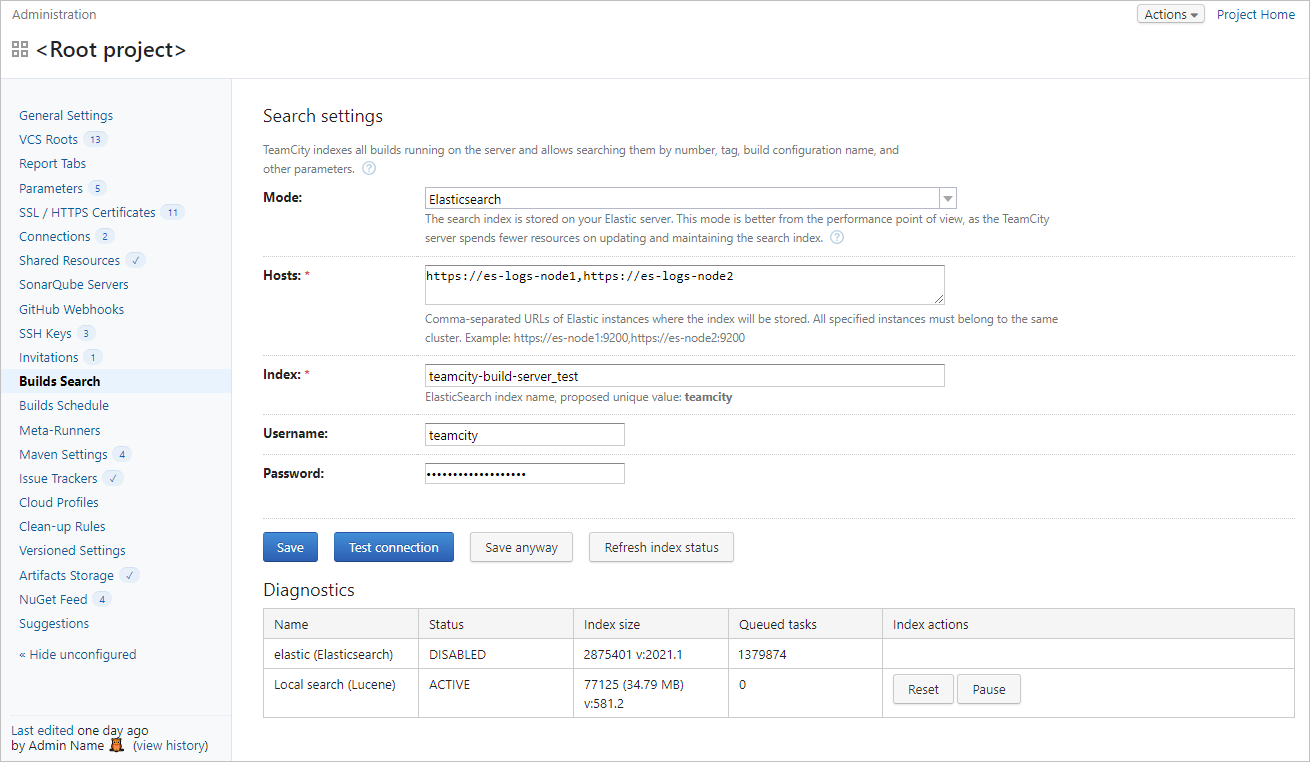 Administration
Actions
Project Home
<Root project>
General Settings
VCS Roots 13
Report Tabs
Parameters 5
SSL / HTTPS Certificates 11
Connections 2
Shared Resources ✓
SonarQube Servers
GitHub Webhooks
SSH Keys 3
Invitations 1
Builds Search
Builds Schedule
Meta-Runners
Maven Settings 4
Issue Trackers ✓
Cloud Profiles
Clean-up Rules
Versioned Settings
Artifacts Storage ✓
NuGet Feed 4
Suggestions
« Hide unconfigured
Last edited one day ago
by Admin Name (view history)
Search settings
TeamCity indexes all builds running on the server and allows searching them by number, tag, build configuration name, and
other parameters. ?
Mode: Elasticsearch
The search index is stored on your Elastic server. This mode is better from the performance point of view, as the TeamCity
server spends fewer resources on updating and maintaining the search index. ?
Hosts: * https://es-logs-node1,https://es-logs-node2
Comma-separated URLs of Elastic instances where the index will be stored. All specified instances must belong to the same
cluster. Example: https://es-node1:9200,https://es-node2:9200
Index: * teamcity-build-server_test
ElasticSearch index name, proposed unique value: teamcity
Username: teamcity
Password: •••••••••••••••••••
Save Test connection Save anyway Refresh index status
Diagnostics
Name Status Index size Queued tasks Index actions
elastic (Elasticsearch) DISABLED 2875401 v:2021.1 1379874
Local search (Lucene) ACTIVE 77125 (34.79 MB) 0 Reset Pause
v:581.2